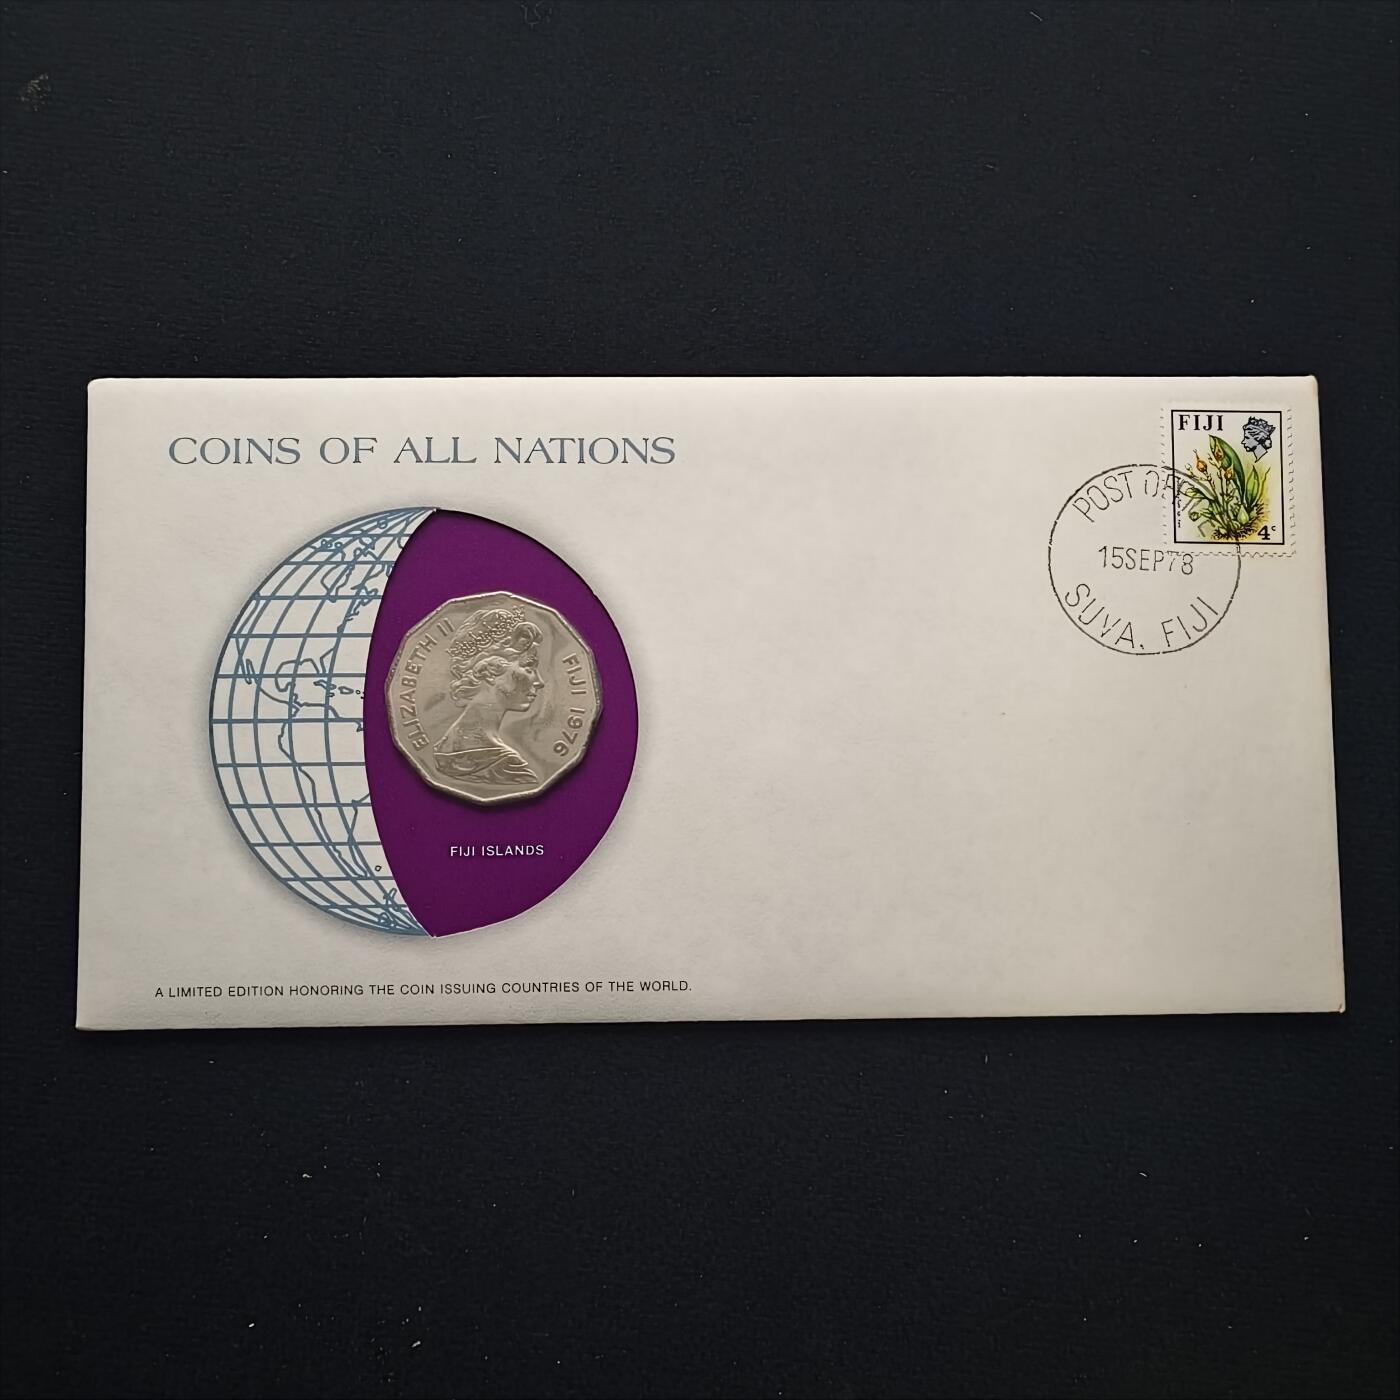 COINS OF ALL NATIONS
FIJI
4c
POST OFFI
15SEP78
SUVA, FIJI
ELIZABETH II
FIJI 1976
FIJI ISLANDS
A LIMITED EDITION HONORING THE COIN ISSUING COUNTRIES OF THE WORLD.